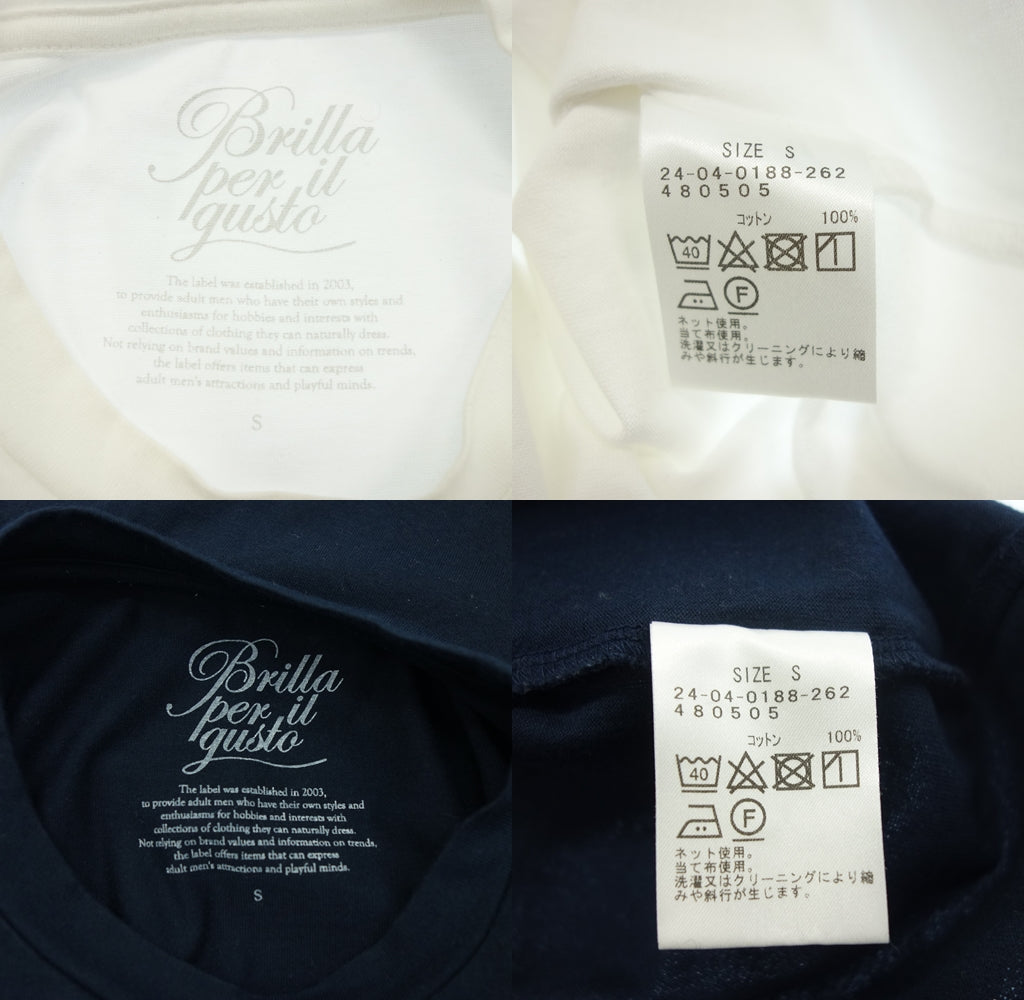 Brilla
per il
gusto
The label was established in 2003,
to provide adult men who have their own styles and
enthusiasms for hobbies and interests with
collections of clothing they can naturally dress.
Not relying on brand values and information on trends,
the label offers items that can express
adult men's attractions and playful minds.
S
SIZE S
24-04-0188-262
480505
コットン 100%
40
F
ネット使用。
当て布使用。
洗濯又はクリーニングにより縮
みや斜行が生じます。
Brilla
per il
gusto
The label was established in 2003,
to provide adult men who have their own styles and
enthusiasms for hobbies and interests with
collections of clothing they can naturally dress.
Not relying on brand values and information on trends,
the label offers items that can express
adult men's attractions and playful minds.
S
SIZE S
24-04-0188-262
480505
コットン 100%
40
F
ネット使用。
当て布使用。
洗濯又はクリーニングにより縮
みや斜行が生じます。